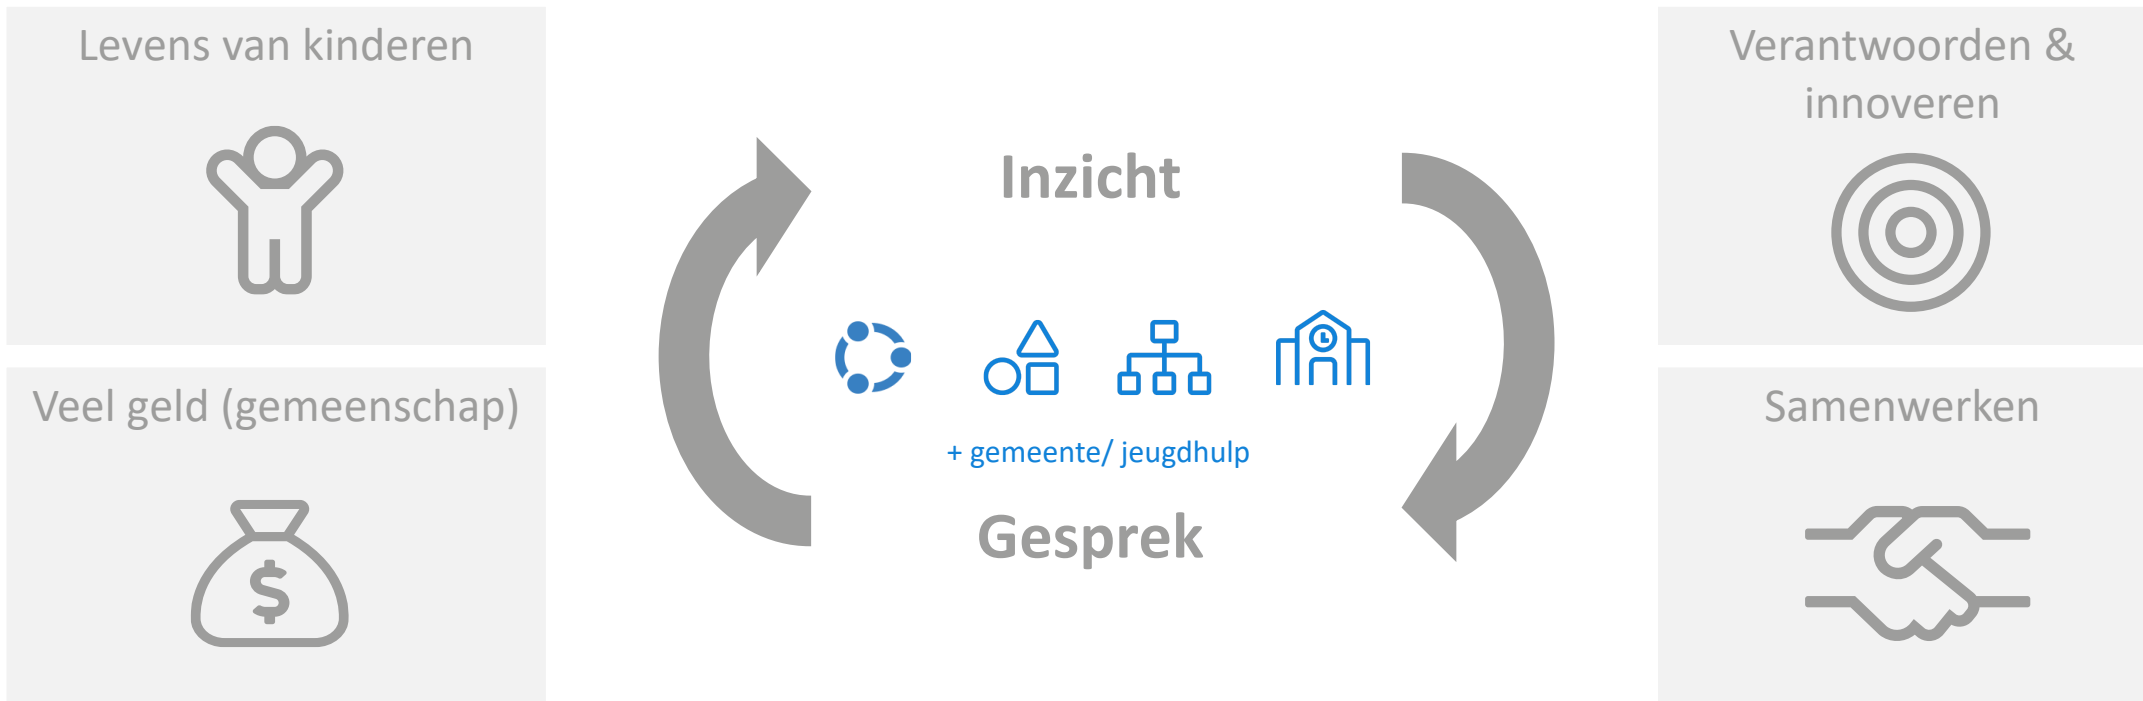 Levens van kinderen
Veel geld (gemeenschap)
$
Inzicht
+ gemeente/ jeugdhulp
Gesprek
Verantwoorden &
innoveren
Samenwerken